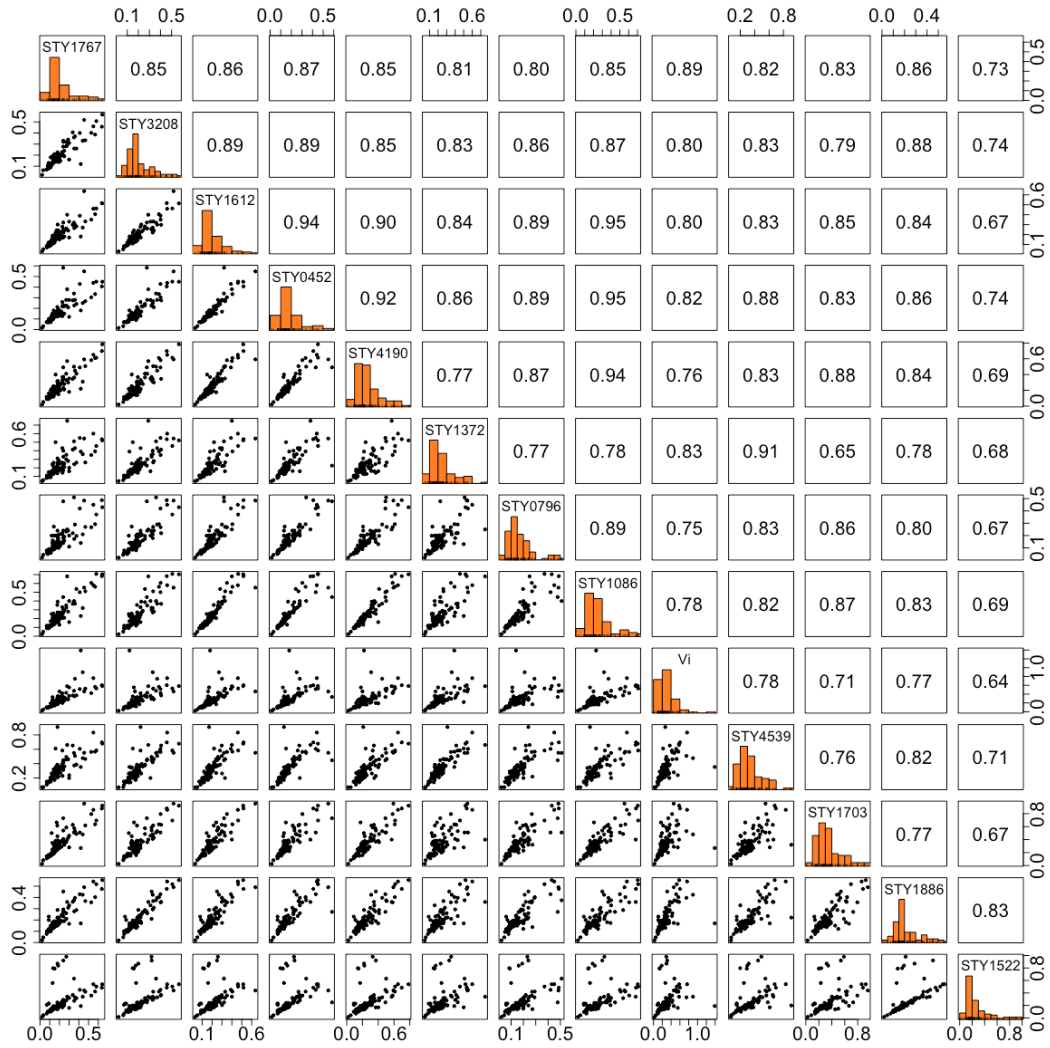 0.1 0.5 0.0 0.5 0.1 0.6 0.0 0.5 0.2 0.8 0.0 0.4
STY1767 0.85 0.86 0.87 0.85 0.81 0.80 0.85 0.89 0.82 0.83 0.86 0.73 0.0 0.5
0.1 0.5 STY3208 0.89 0.89 0.85 0.83 0.86 0.87 0.80 0.83 0.79 0.88 0.74
STY1612 0.94 0.90 0.84 0.89 0.95 0.80 0.83 0.85 0.84 0.67 0.1 0.6
0.0 0.5 STY0452 0.92 0.86 0.89 0.95 0.82 0.88 0.83 0.86 0.74
STY4190 0.77 0.87 0.94 0.76 0.83 0.88 0.84 0.69 0.0 0.6
0.1 0.6 STY1372 0.77 0.78 0.83 0.91 0.65 0.78 0.68
STY0796 0.89 0.75 0.83 0.86 0.80 0.67 0.1 0.5
0.0 0.5 STY1086 0.78 0.82 0.87 0.83 0.69
Vi 0.78 0.71 0.77 0.64 0.0 1.0
0.2 0.8 STY4539 0.76 0.82 0.71
STY1703 0.77 0.67 0.0 0.8
0.0 0.4 STY1886 0.83
STY1522 0.0 0.8
0.0 0.5 0.1 0.6 0.0 0.6 0.1 0.5 0.0 1.0 0.0 0.8 0.0 0.8